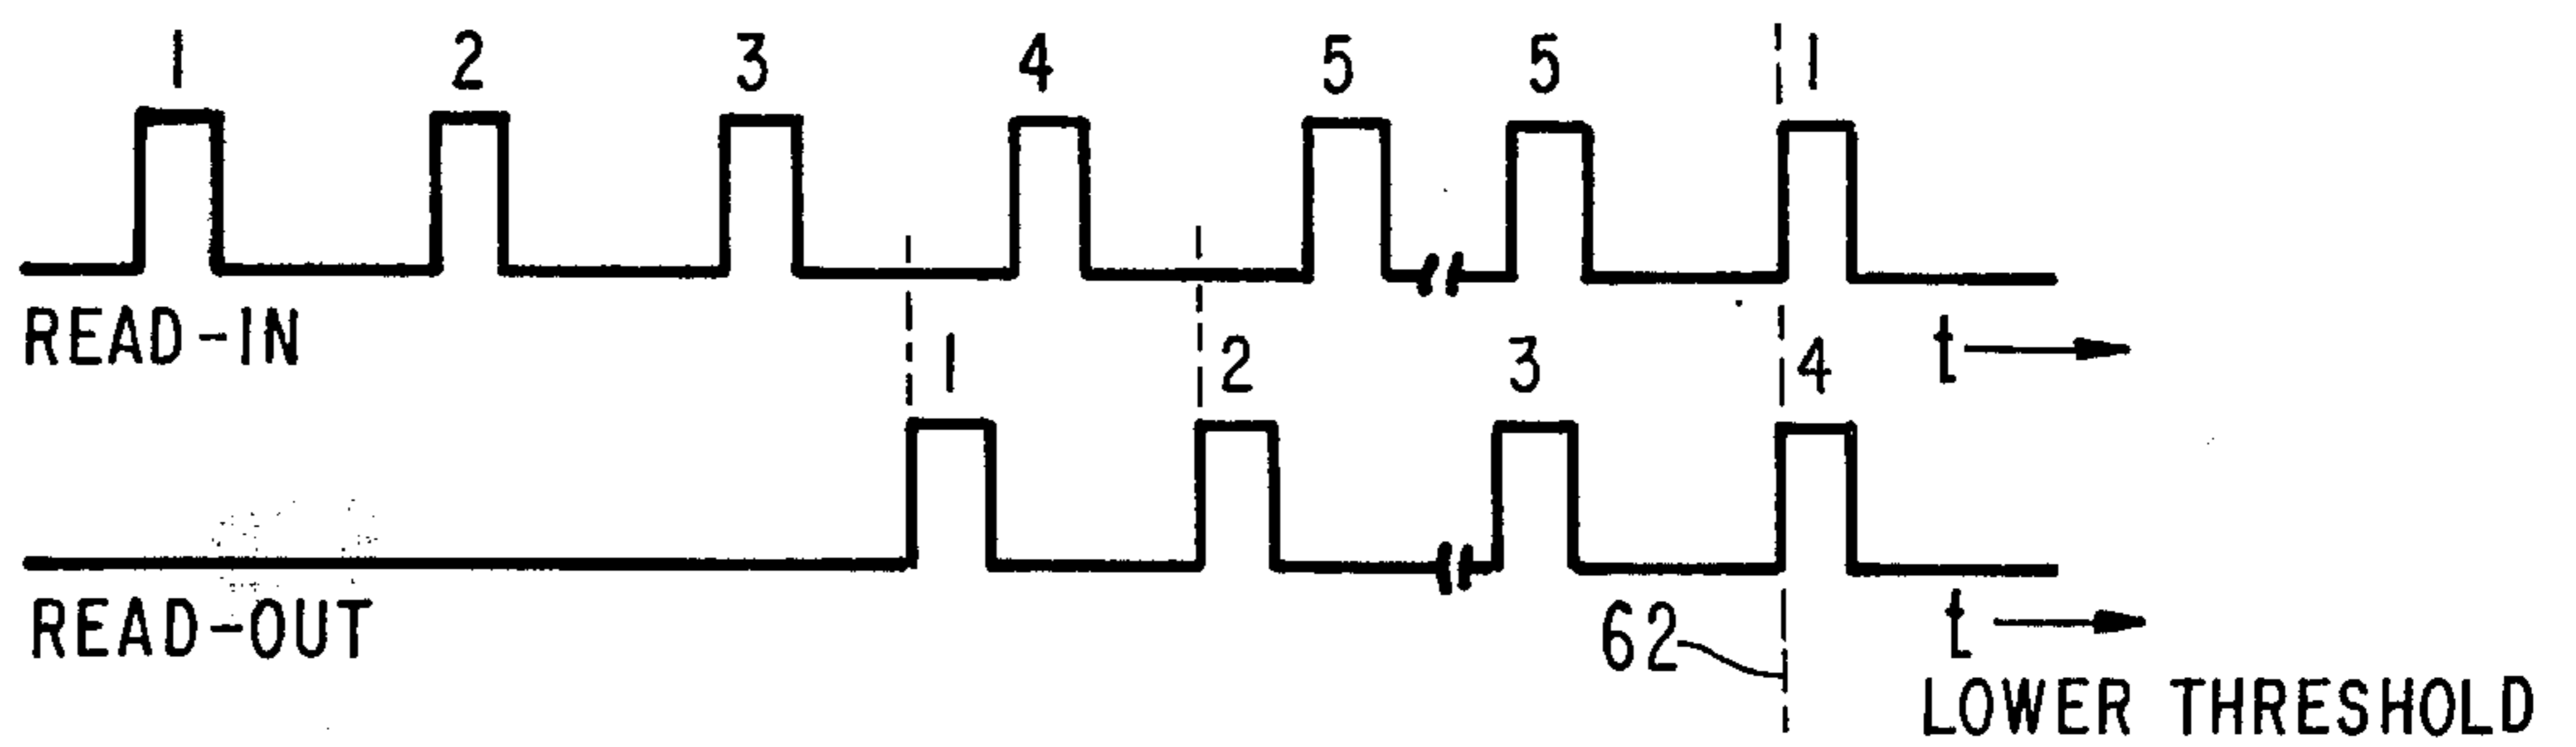 1 2 3 4 5 5 1
READ-IN
t
1 2 3 4
READ-OUT
62
t
LOWER THRESHOLD